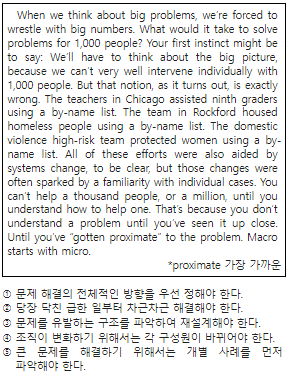 When we think about big problems, we're forced to
wrestle with big numbers. What would it take to solve
problems for 1,000 people? Your first instinct might be
to say: We'll have to think about the big picture,
because we can't very well intervene individually with
1,000 people. But that notion, as it turns out, is exactly
wrong. The teachers in Chicago assisted ninth graders
using a by-name list. The team in Rockford housed
homeless people using a by-name list. The domestic
violence high-risk team protected women using a by-
name list. All of these efforts were also aided by
systems change, to be clear, but those changes were
often sparked by a familiarity with individual cases. You
can't help a thousand people, or a million, until you
understand how to help one. That's because you don't
understand a problem until you've seen it up close.
Until you've "gotten proximate" to the problem. Macro
starts with micro.
*proximate 가장 가까운
① 문제 해결의 전체적인 방향을 우선 정해야 한다.
② 당장 닥친 급한 일부터 차근차근 해결해야 한다.
③ 문제를 유발하는 구조를 파악하여 재설계해야 한다.
④ 조직이 변화하기 위해서는 각 구성원이 바뀌어야 한다.
⑤ 큰 문제를 해결하기 위해서는 개별 사례를 먼저
파악해야 한다.